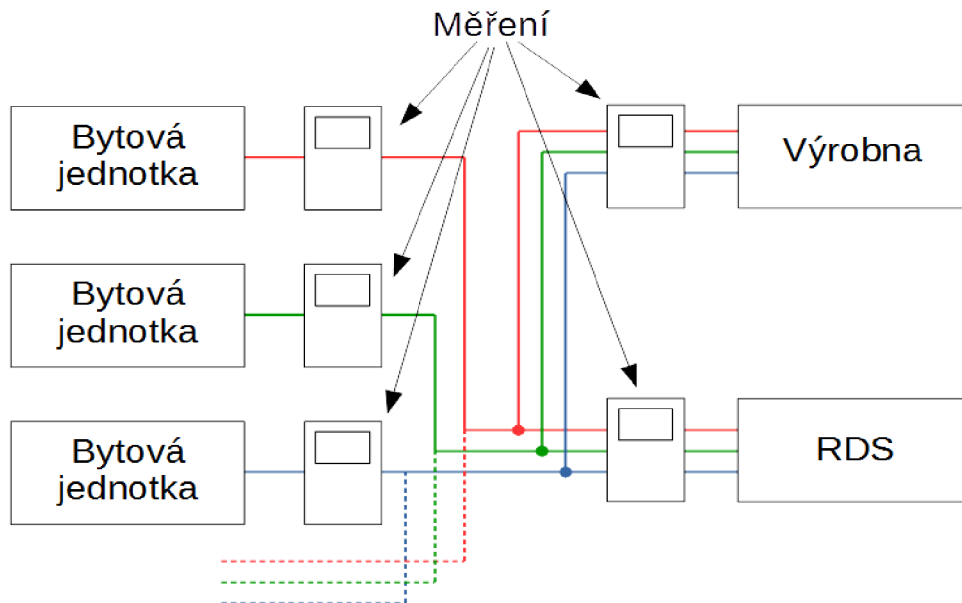 Měření
Bytová
jednotka
Výrobna
Bytová
jednotka
Bytová
jednotka
RDS